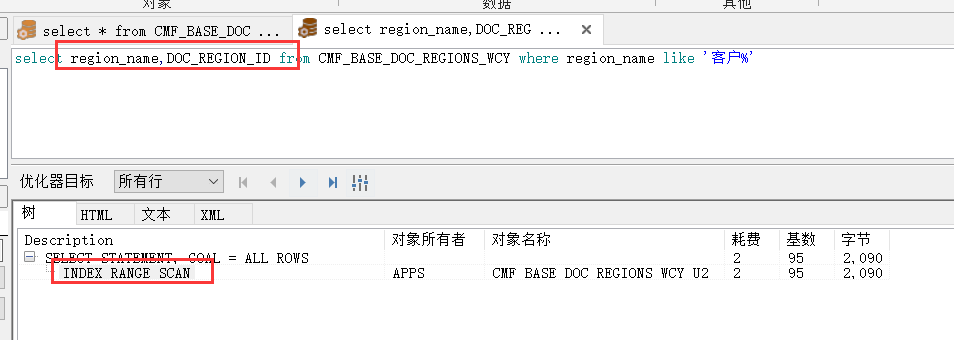 对象 数据 其他
select * from CMF_BASE_DOC ... select region_name,DOC_REG ...
select region_name,DOC_REGION_ID from CMF_BASE_DOC_REGIONS_WCY where region_name like '客户%'
优化器目标 所有行
树 HTML 文本 XML
Description 对象所有者 对象名称 耗费 基数 字节
SELECT STATEMENT, GOAL = ALL_ROWS 2 95 2,090
INDEX RANGE SCAN APPS CMF_BASE_DOC_REGIONS_WCY_U2 2 95 2,090